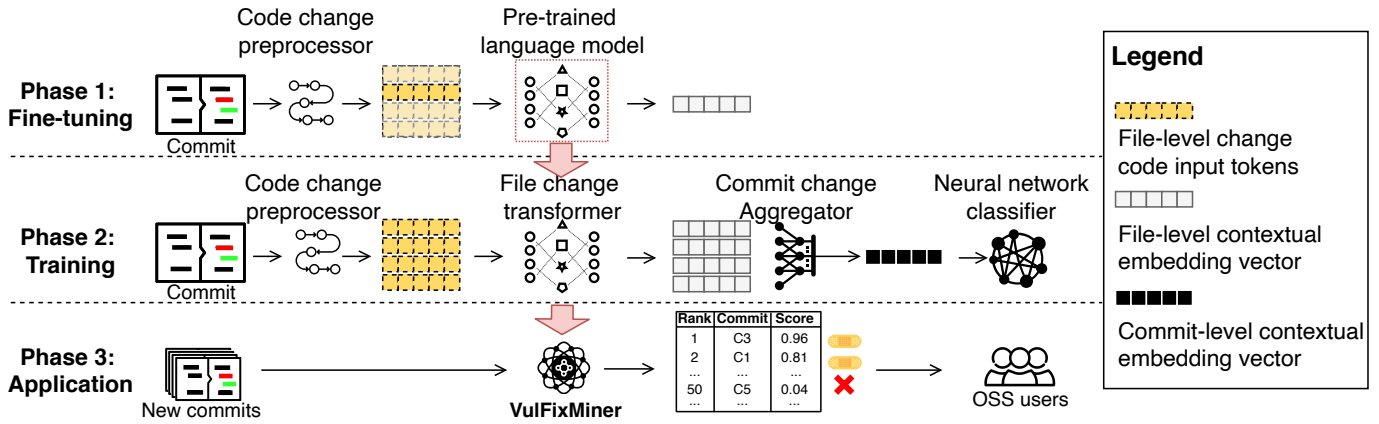 Code change
preprocessor
Pre-trained
language model
Phase 1:
Fine-tuning
Commit
Code change
preprocessor
File change
transformer
Commit change
Aggregator
Neural network
classifier
Phase 2:
Training
Commit
Phase 3:
Application
New commits
VulFixMiner
Rank Commit Score
1 C3 0.96
2 C1 0.81
... ...
50 C5 0.04
... ...
OSS users
Legend
File-level change
code input tokens
File-level contextual
embedding vector
Commit-level contextual
embedding vector